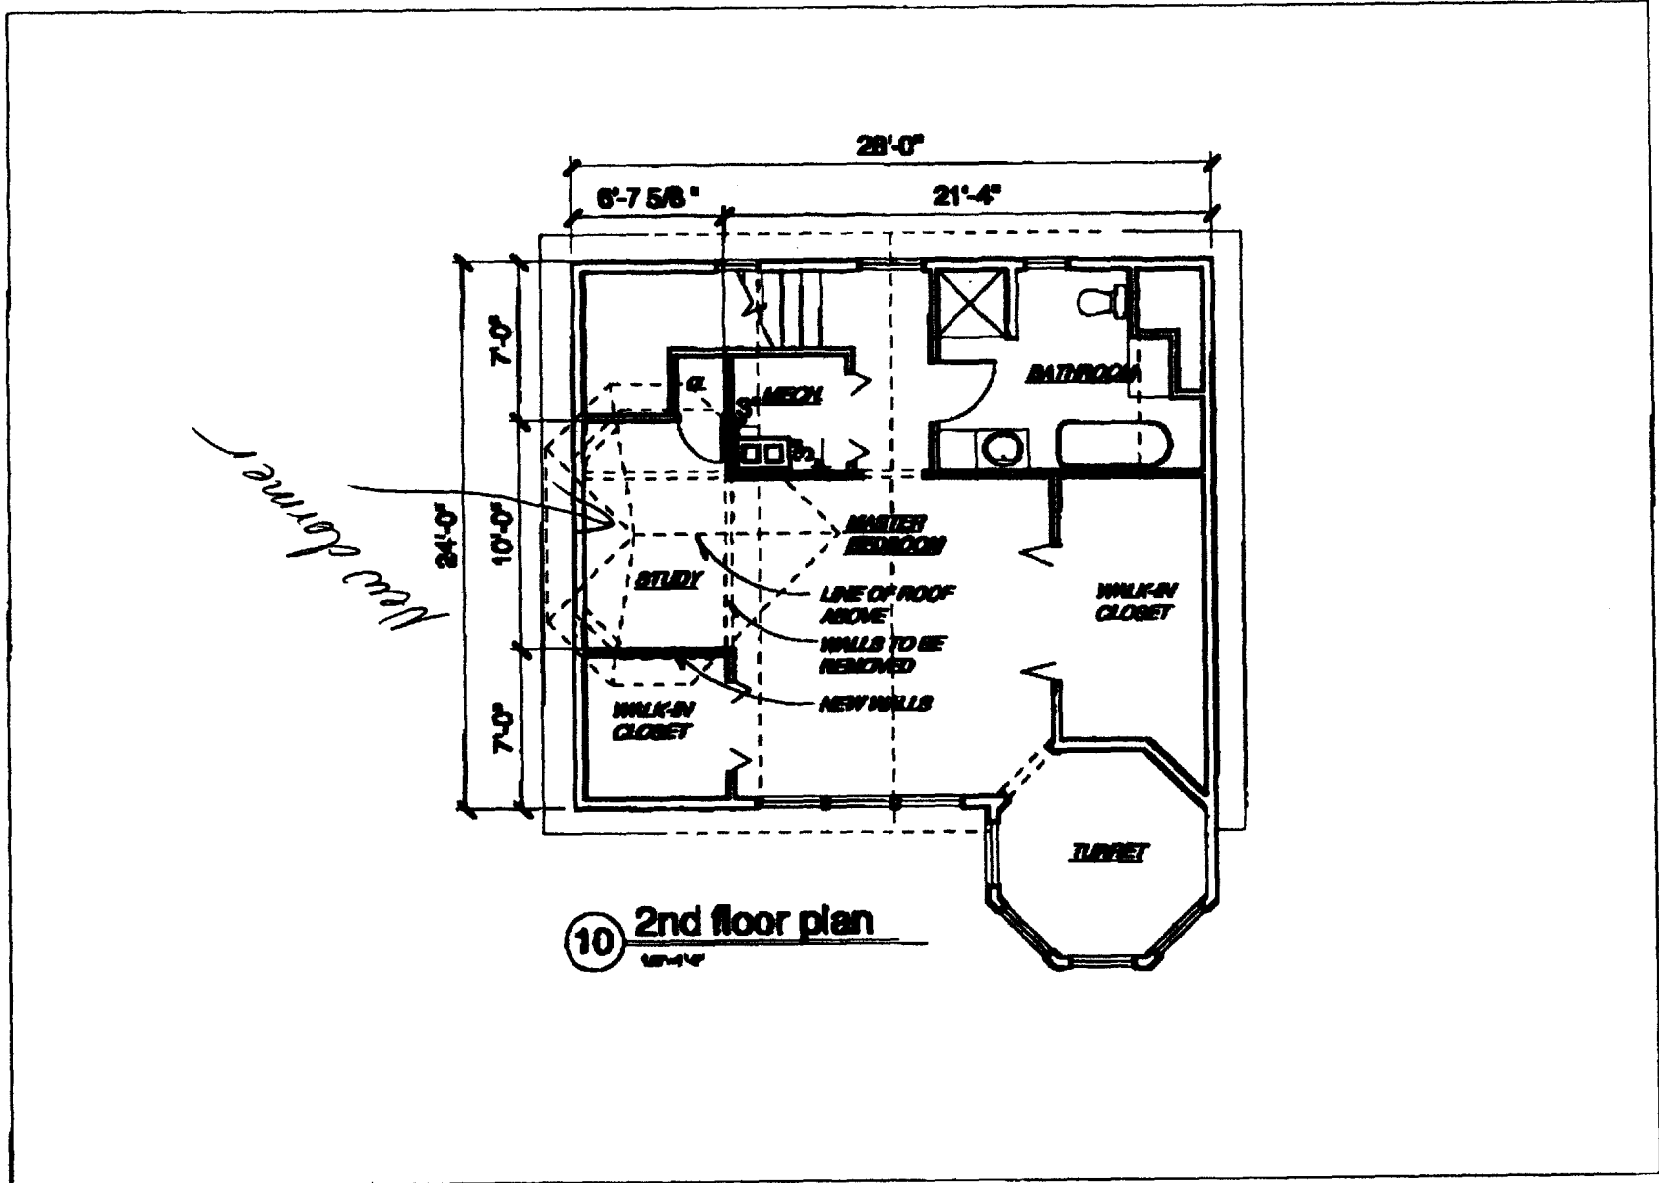 28'-0"
6'-7 5/8"
21'-4"
7'-0"
24'-0"
10'-0"
7'-0"
New dormer
cl.
MECH.
BATHROOM
MASTER
BEDROOM
STUDY
LINE OF ROOF
ABOVE
WALLS TO BE
REMOVED
NEW WALLS
WALK-IN
CLOSET
WALK-IN
CLOSET
TURRET
10
2nd floor plan